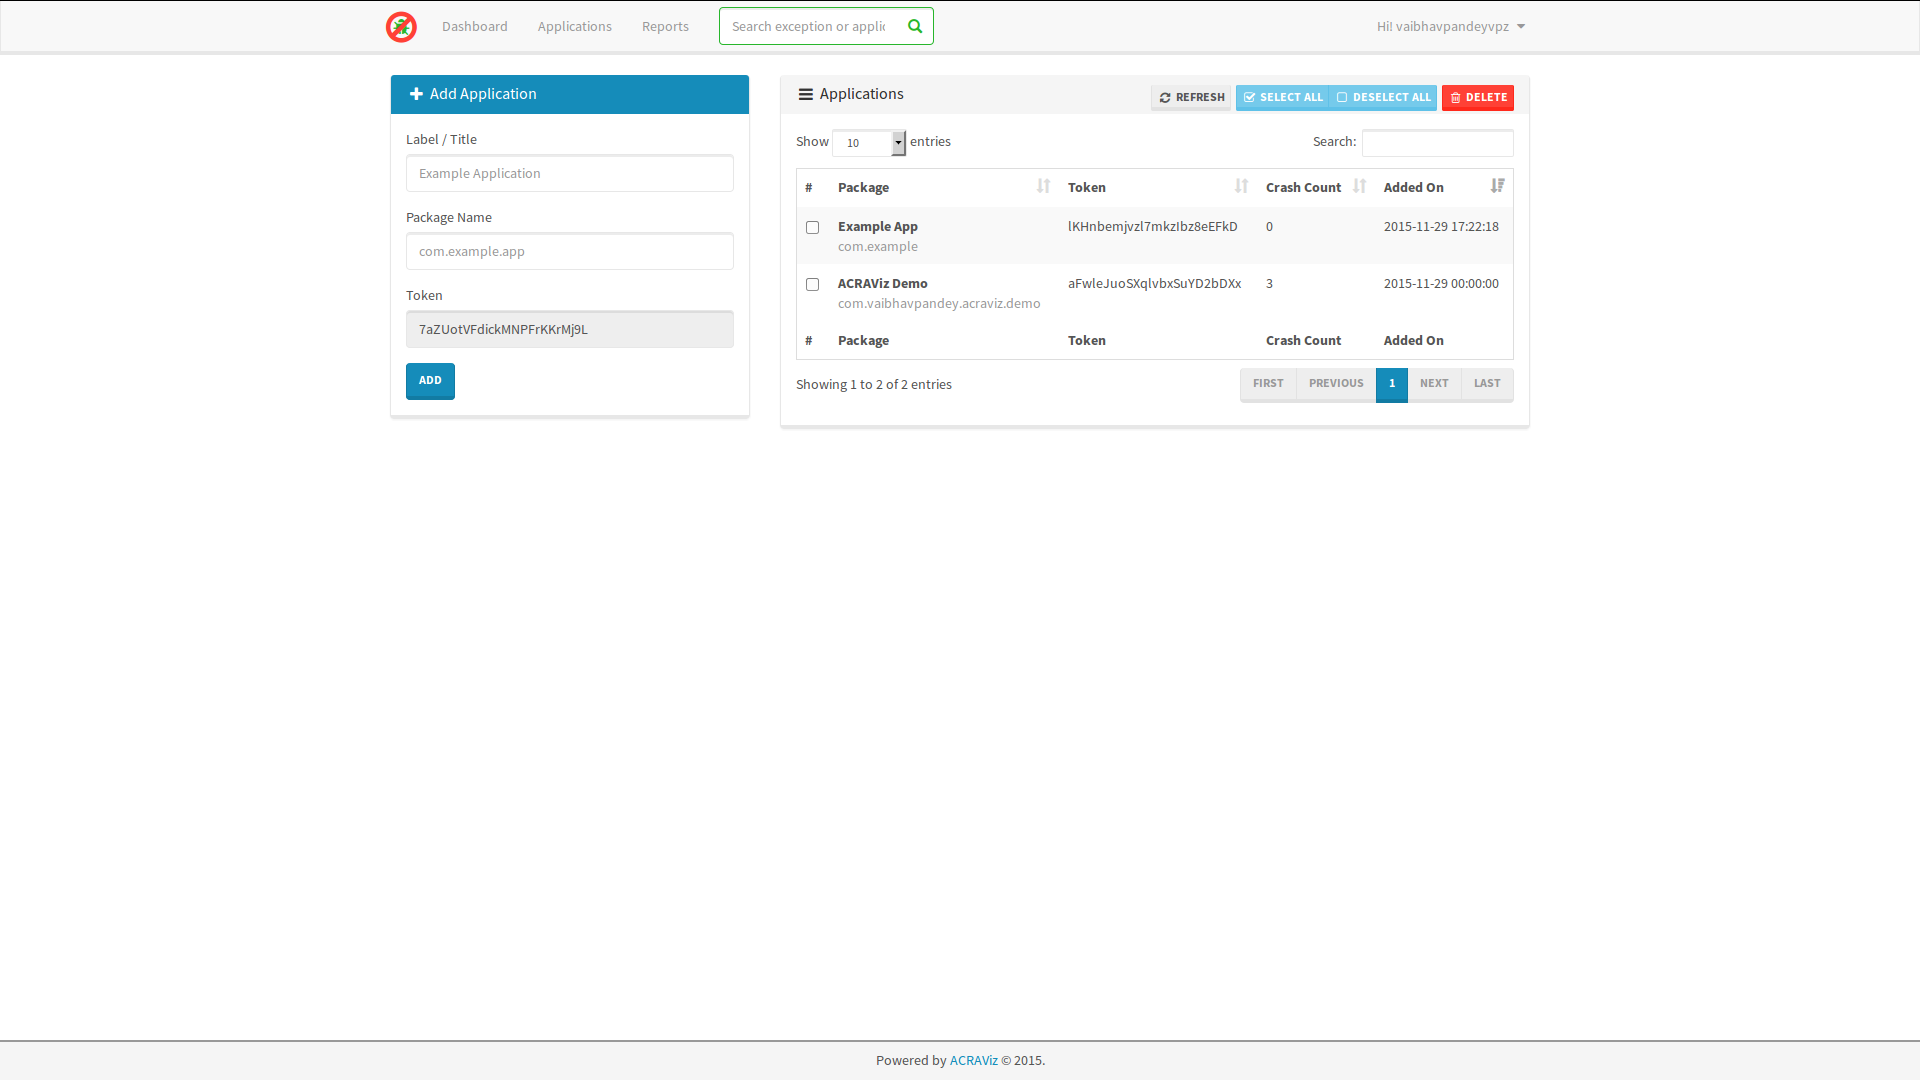 Dashboard Applications Reports Search exception or applic Hi! vaibhavpandeyvpz
Add Application
Label / Title
Example Application
Package Name
com.example.app
Token
7aZUotVFdickMNPFrKKrMj9L
ADD
Applications REFRESH SELECT ALL DESELECT ALL DELETE
Show 10 entries Search:
# Package Token Crash Count Added On
Example App lKHnbemjvzl7mkzIbz8eEFkD 0 2015-11-29 17:22:18
com.example
ACRAViz Demo aFwleJuoSXqlvbxSuYD2bDXx 3 2015-11-29 00:00:00
com.vaibhavpandey.acraviz.demo
# Package Token Crash Count Added On
Showing 1 to 2 of 2 entries FIRST PREVIOUS 1 NEXT LAST
Powered by ACRAViz © 2015.